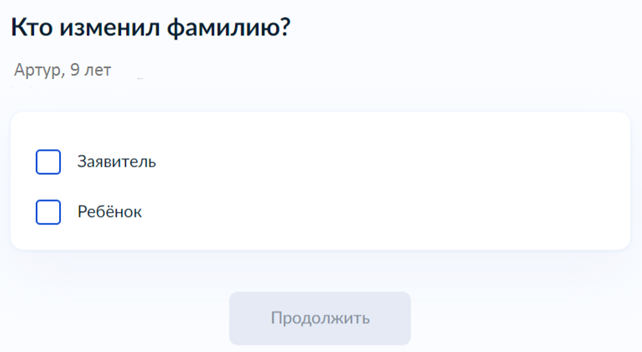 Кто изменил фамилию?
Артур, 9 лет
Заявитель
Ребёнок
Продолжить